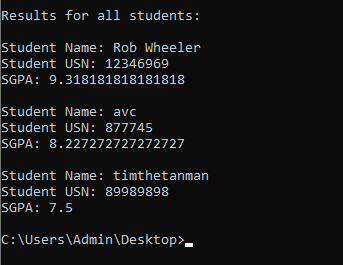 Results for all students:
Student Name: Rob Wheeler
Student USN: 12346969
SGPA: 9.318181818181818
Student Name: avc
Student USN: 877745
SGPA: 8.227272727272727
Student Name: timthetanman
Student USN: 89989898
SGPA: 7.5
C:\Users\Admin\Desktop>